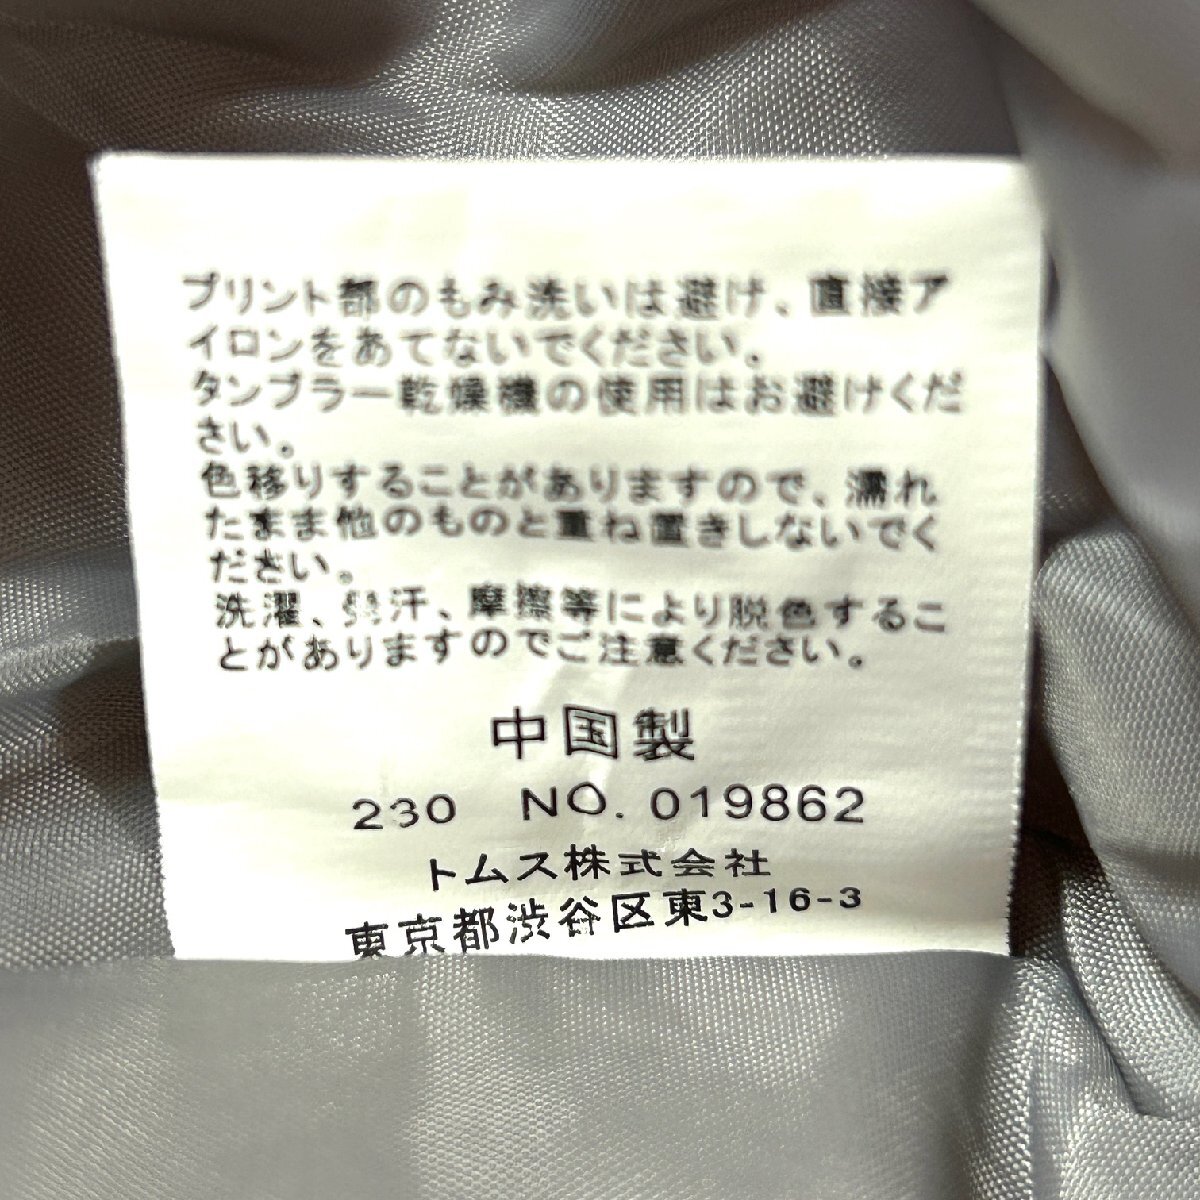 プリント部のもみ洗いは避け、直接ア
イロンをあてないでください。
タンブラー乾燥機の使用はお避けくだ
さい。
色移りすることがありますので、濡れ
たまま他のものと重ね置きしないでく
ださい。
洗濯、発汗、摩擦等により脱色するこ
とがありますのでご注意ください。
中国製
230 NO. 019862
トムス株式会社
東京都渋谷区東3-16-3